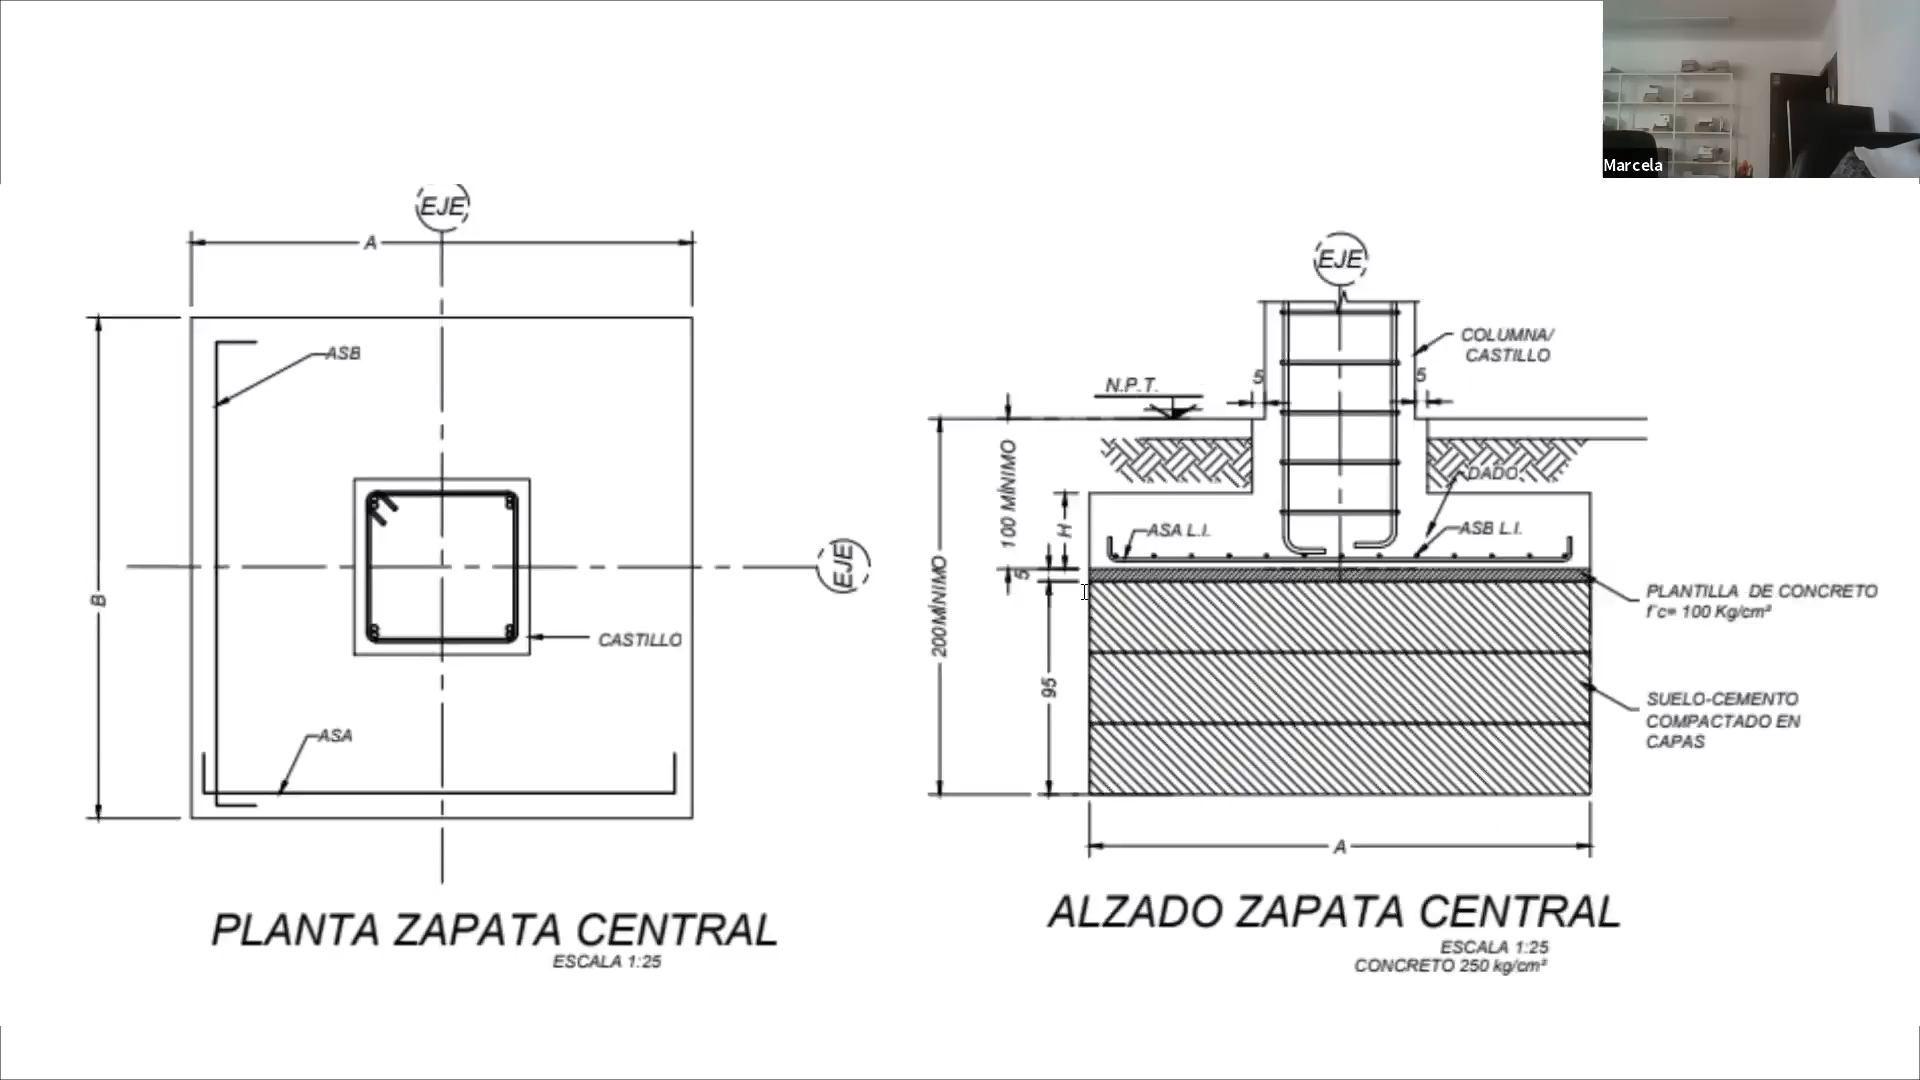 Marcela
EJE
A
ASB
B
EJE
CASTILLO
ASA
PLANTA ZAPATA CENTRAL
ESCALA 1:25
EJE
COLUMNA/
CASTILLO
5
5
N.P.T.
100 MÍNIMO
H
DADO
ASA L.I.
ASB L.I.
5
200MÍNIMO
95
PLANTILLA DE CONCRETO
f'c= 100 Kg/cm²
SUELO-CEMENTO
COMPACTADO EN
CAPAS
A
ALZADO ZAPATA CENTRAL
ESCALA 1:25
CONCRETO 250 kg/cm²